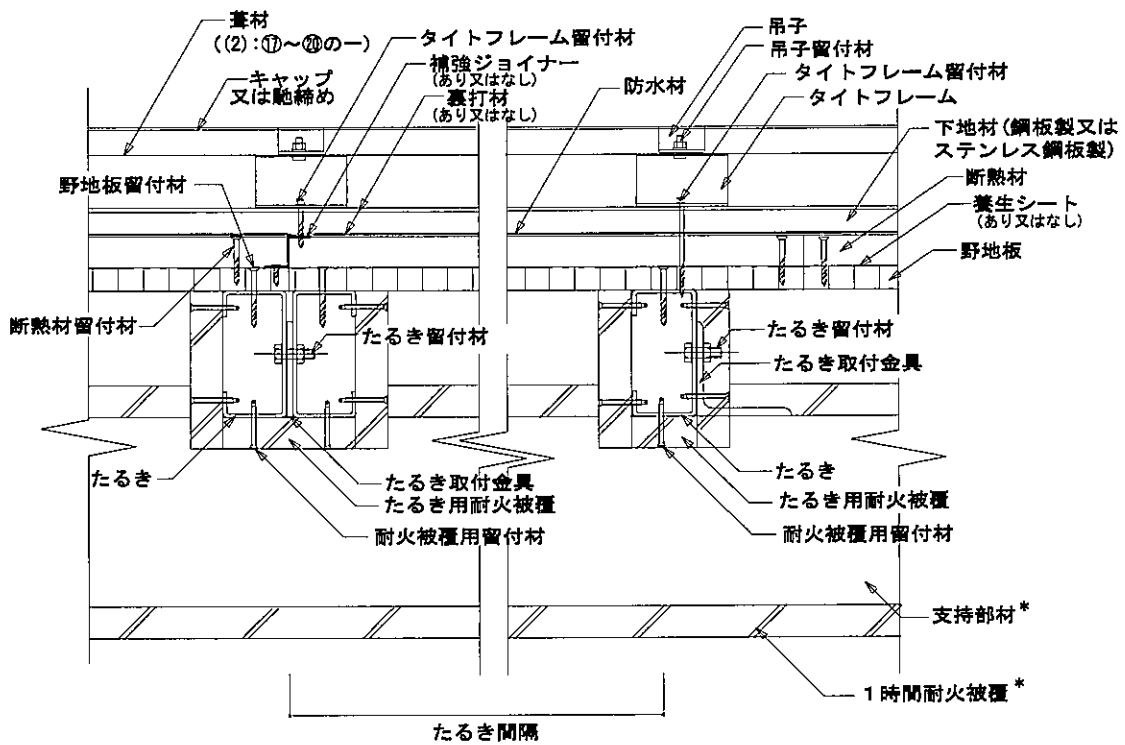 葺材
((2):⑰～⑳の一)
キャップ
又は馳締め
タイトフレーム留付材
補強ジョイナー
(あり又はなし)
裏打材
(あり又はなし)
防水材
吊子
吊子留付材
タイトフレーム留付材
タイトフレーム
下地材(鋼板製又は
ステンレス鋼板製)
断熱材
養生シート
(あり又はなし)
野地板
野地板留付材
断熱材留付材
たるき留付材
たるき留付材
たるき取付金具
たるき
たるき取付金具
たるき用耐火被覆
耐火被覆用留付材
たるき
たるき用耐火被覆
耐火被覆用留付材
支持部材*
1時間耐火被覆*
たるき間隔